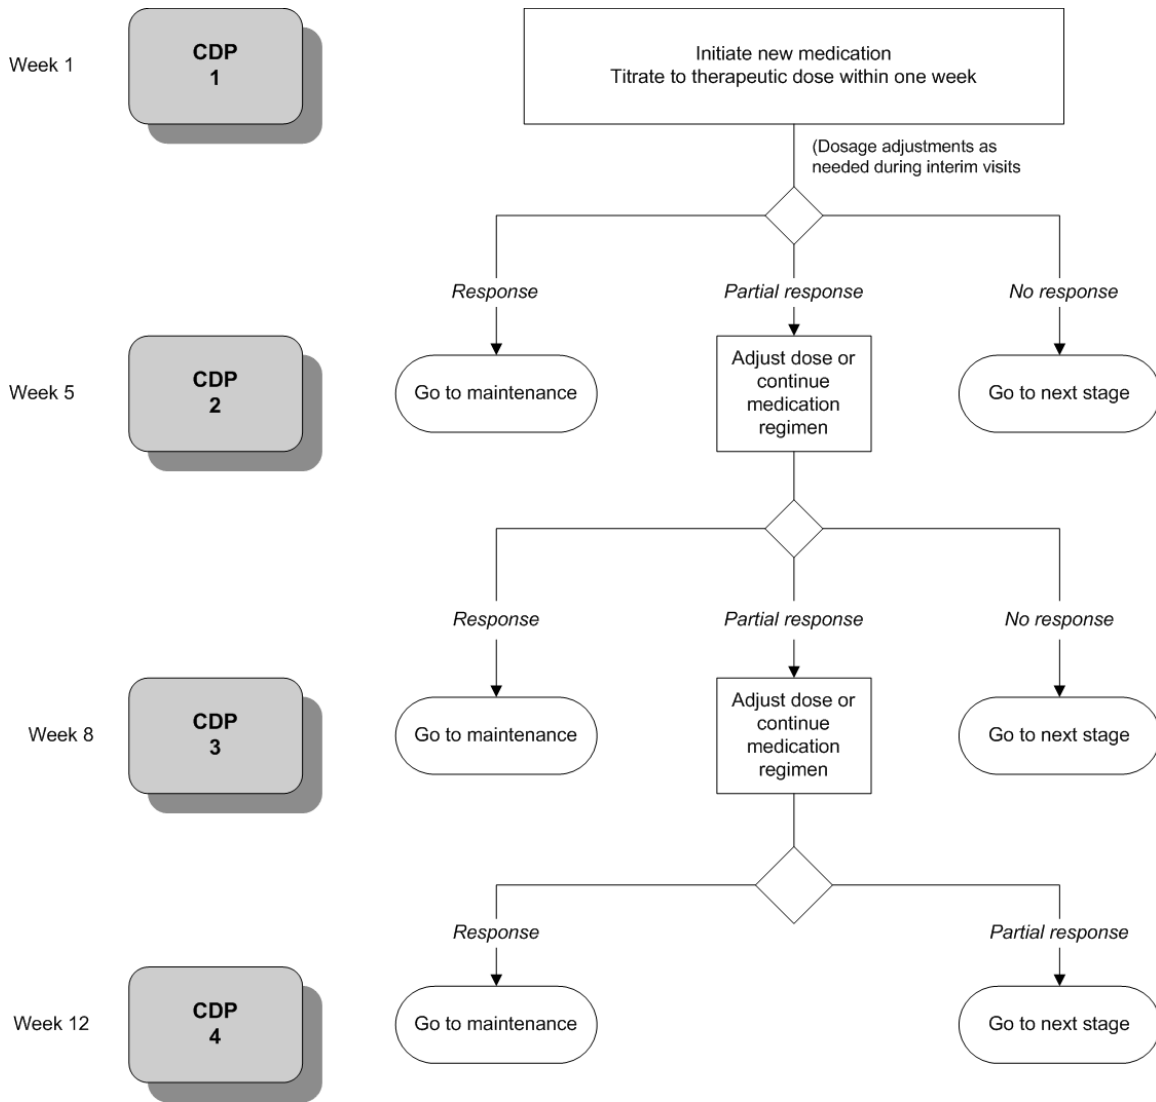 Week 1
CDP
1
Initiate new medication
Titrate to therapeutic dose within one week
(Dosage adjustments as
needed during interim visits
Response
Partial response
No response
Week 5
CDP
2
Go to maintenance
Adjust dose or
continue
medication
regimen
Go to next stage
Response
Partial response
No response
Week 8
CDP
3
Go to maintenance
Adjust dose or
continue
medication
regimen
Go to next stage
Response
Partial response
Week 12
CDP
4
Go to maintenance
Go to next stage